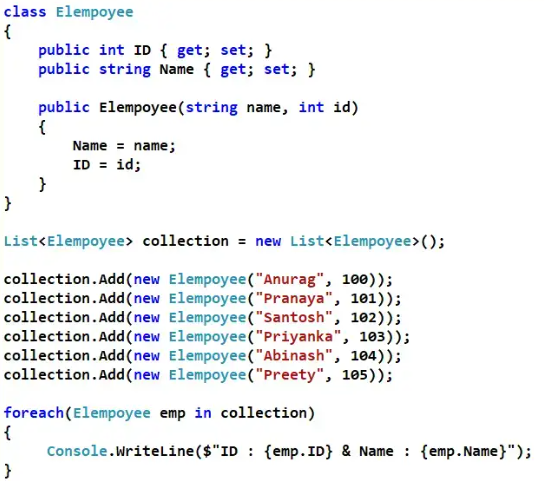 class Elempoyee
{
    public int ID { get; set; }
    public string Name { get; set; }
    public Elempoyee(string name, int id)
    {
        Name = name;
        ID = id;
    }
}
List<Elempoyee> collection = new List<Elempoyee>();
collection.Add(new Elempoyee("Anurag", 100));
collection.Add(new Elempoyee("Pranaya", 101));
collection.Add(new Elempoyee("Santosh", 102));
collection.Add(new Elempoyee("Priyanka", 103));
collection.Add(new Elempoyee("Abinash", 104));
collection.Add(new Elempoyee("Preety", 105));
foreach(Elempoyee emp in collection)
{
     Console.WriteLine($"ID : {emp.ID} & Name : {emp.Name}");
}